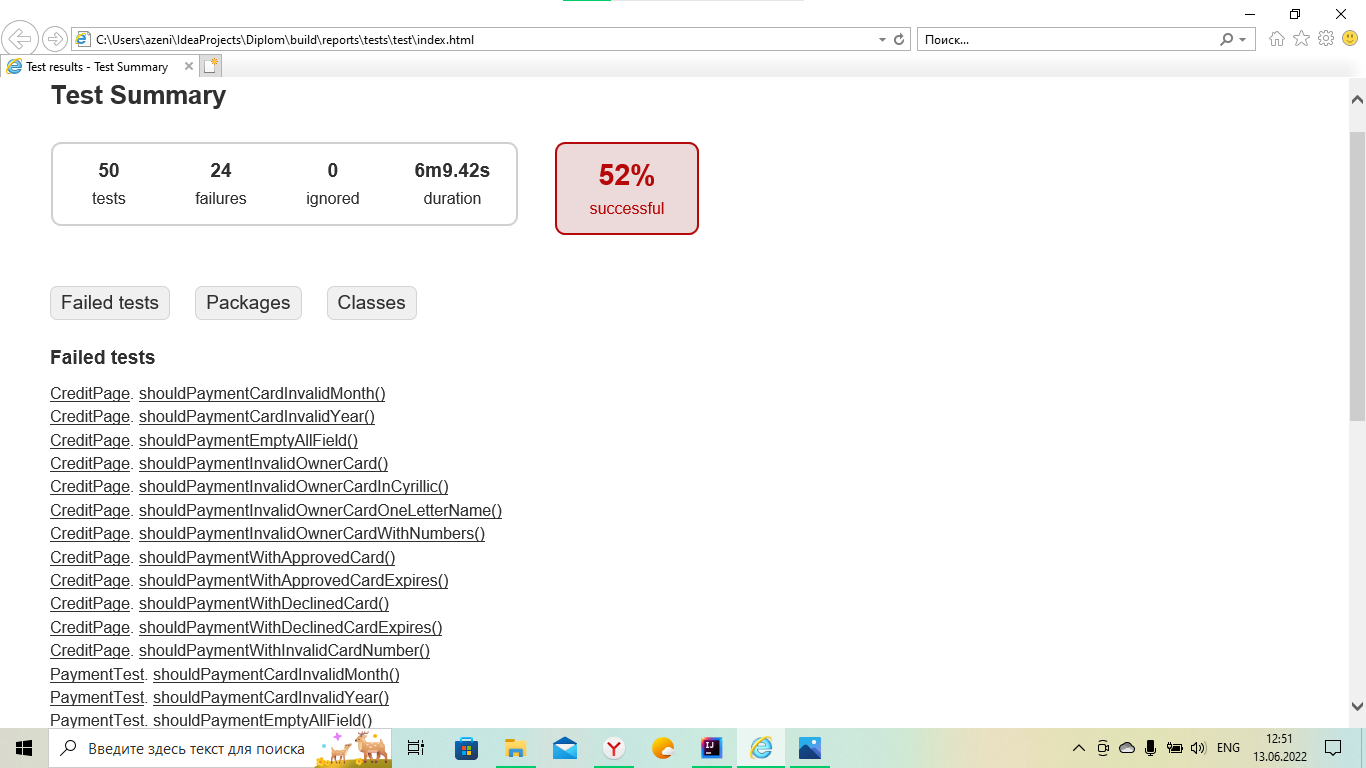 C:\Users\azeni\IdeaProjects\Diplom\build\reports\tests\test\index.html
Поиск...
Test results - Test Summary
Test Summary
50 24 0 6m9.42s
tests failures ignored duration
52%
successful
Failed tests Packages Classes
Failed tests
CreditPage. shouldPaymentCardInvalidMonth()
CreditPage. shouldPaymentCardInvalidYear()
CreditPage. shouldPaymentEmptyAllField()
CreditPage. shouldPaymentInvalidOwnerCard()
CreditPage. shouldPaymentInvalidOwnerCardInCyrillic()
CreditPage. shouldPaymentInvalidOwnerCardOneLetterName()
CreditPage. shouldPaymentInvalidOwnerCardWithNumbers()
CreditPage. shouldPaymentWithApprovedCard()
CreditPage. shouldPaymentWithApprovedCardExpires()
CreditPage. shouldPaymentWithDeclinedCard()
CreditPage. shouldPaymentWithDeclinedCardExpires()
CreditPage. shouldPaymentWithInvalidCardNumber()
PaymentTest. shouldPaymentCardInvalidMonth()
PaymentTest. shouldPaymentCardInvalidYear()
PaymentTest. shouldPaymentEmptyAllField()
Введите здесь текст для поиска
ENG
12:51
13.06.2022